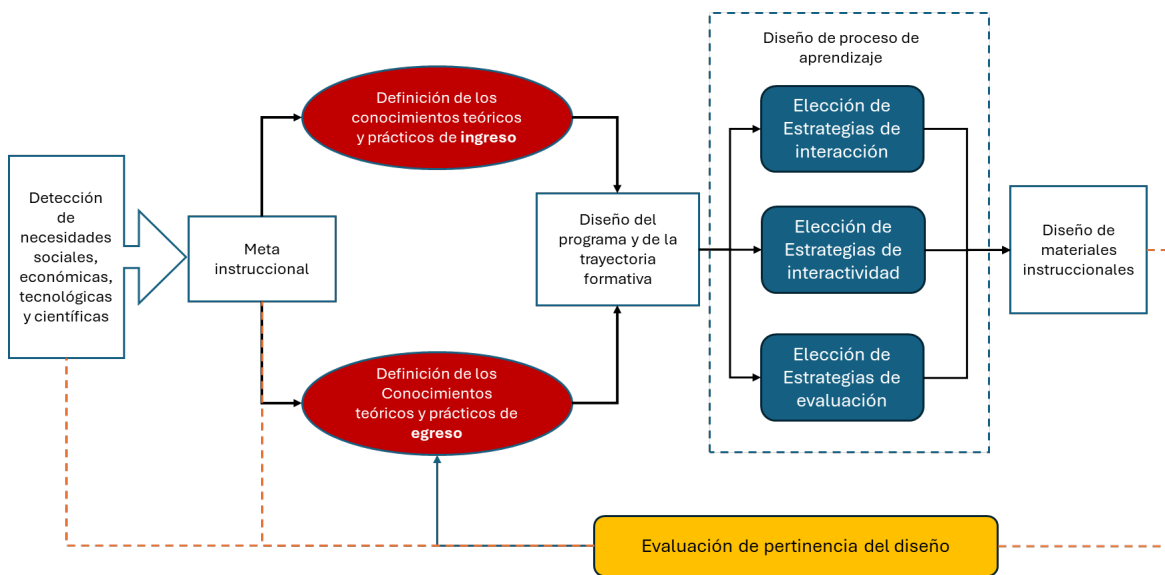 Detección
de
necesidades
sociales,
económicas,
tecnológicas
y científicas
Meta
instruccional
Definición de los
conocimientos teóricos
y prácticos de ingreso
Definición de los
Conocimientos
teóricos y prácticos de
egreso
Diseño del
programa y de la
trayectoria
formativa
Diseño de proceso de
aprendizaje
Elección de
Estrategias de
interacción
Elección de
Estrategias de
interactividad
Elección de
Estrategias de
evaluación
Diseño de
materiales
instruccionales
Evaluación de pertinencia del diseño